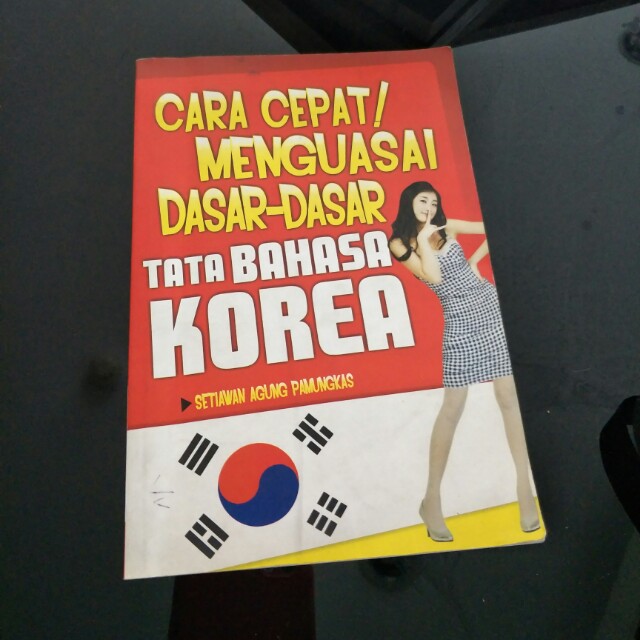 CARA CEPAT!
MENGUASAI
DASAR-DASAR
TATA BAHASA
KOREA
SETIAWAN AGUNG PAMUNGKAS